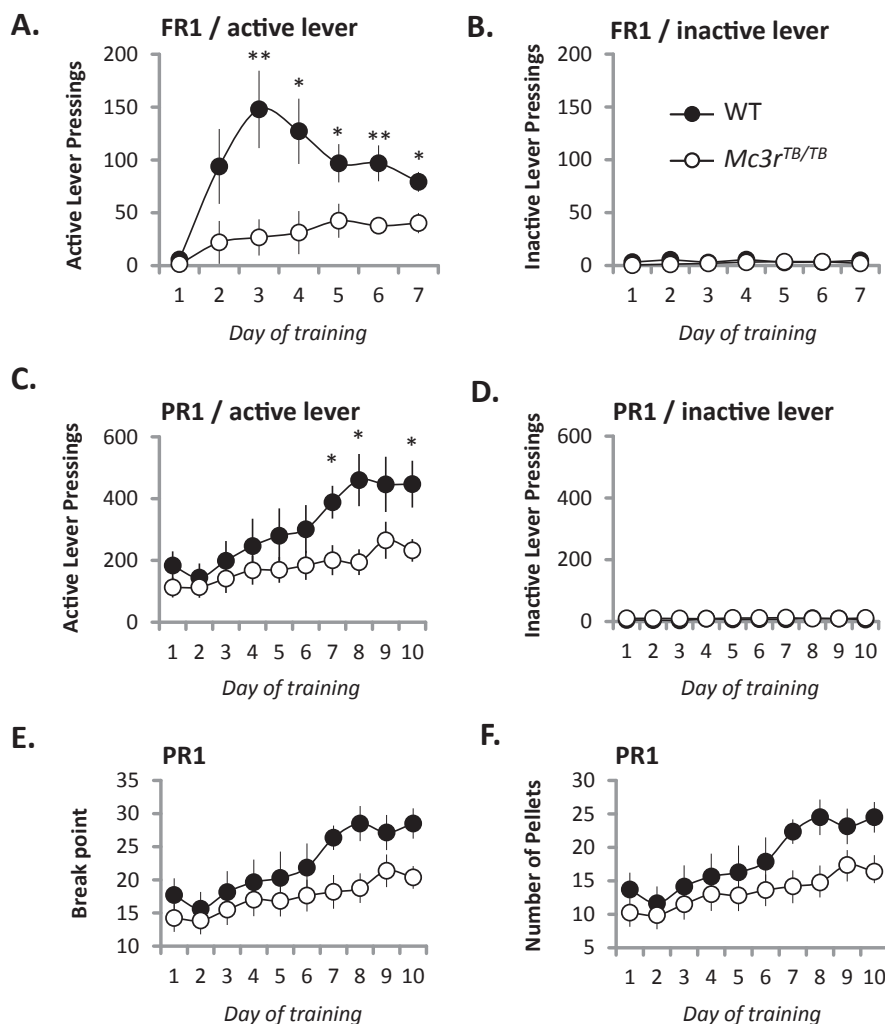 A.
FR1 / active lever
Active Lever Pressings
200
150
100
50
0
**
*
*
**
*
1 2 3 4 5 6 7
Day of training
B.
FR1 / inactive lever
Inactive Lever Pressings
200
150
100
50
0
WT
Mc3r^TB/TB
1 2 3 4 5 6 7
Day of training
C.
PR1 / active lever
Active Lever Pressings
600
400
200
0
*
*
*
1 2 3 4 5 6 7 8 9 10
Day of training
D.
PR1 / inactive lever
Inactive Lever Pressings
600
400
200
0
1 2 3 4 5 6 7 8 9 10
Day of training
E.
PR1
Break point
35
30
25
20
15
10
1 2 3 4 5 6 7 8 9 10
Day of training
F.
PR1
Number of Pellets
30
25
20
15
10
5
1 2 3 4 5 6 7 8 9 10
Day of training